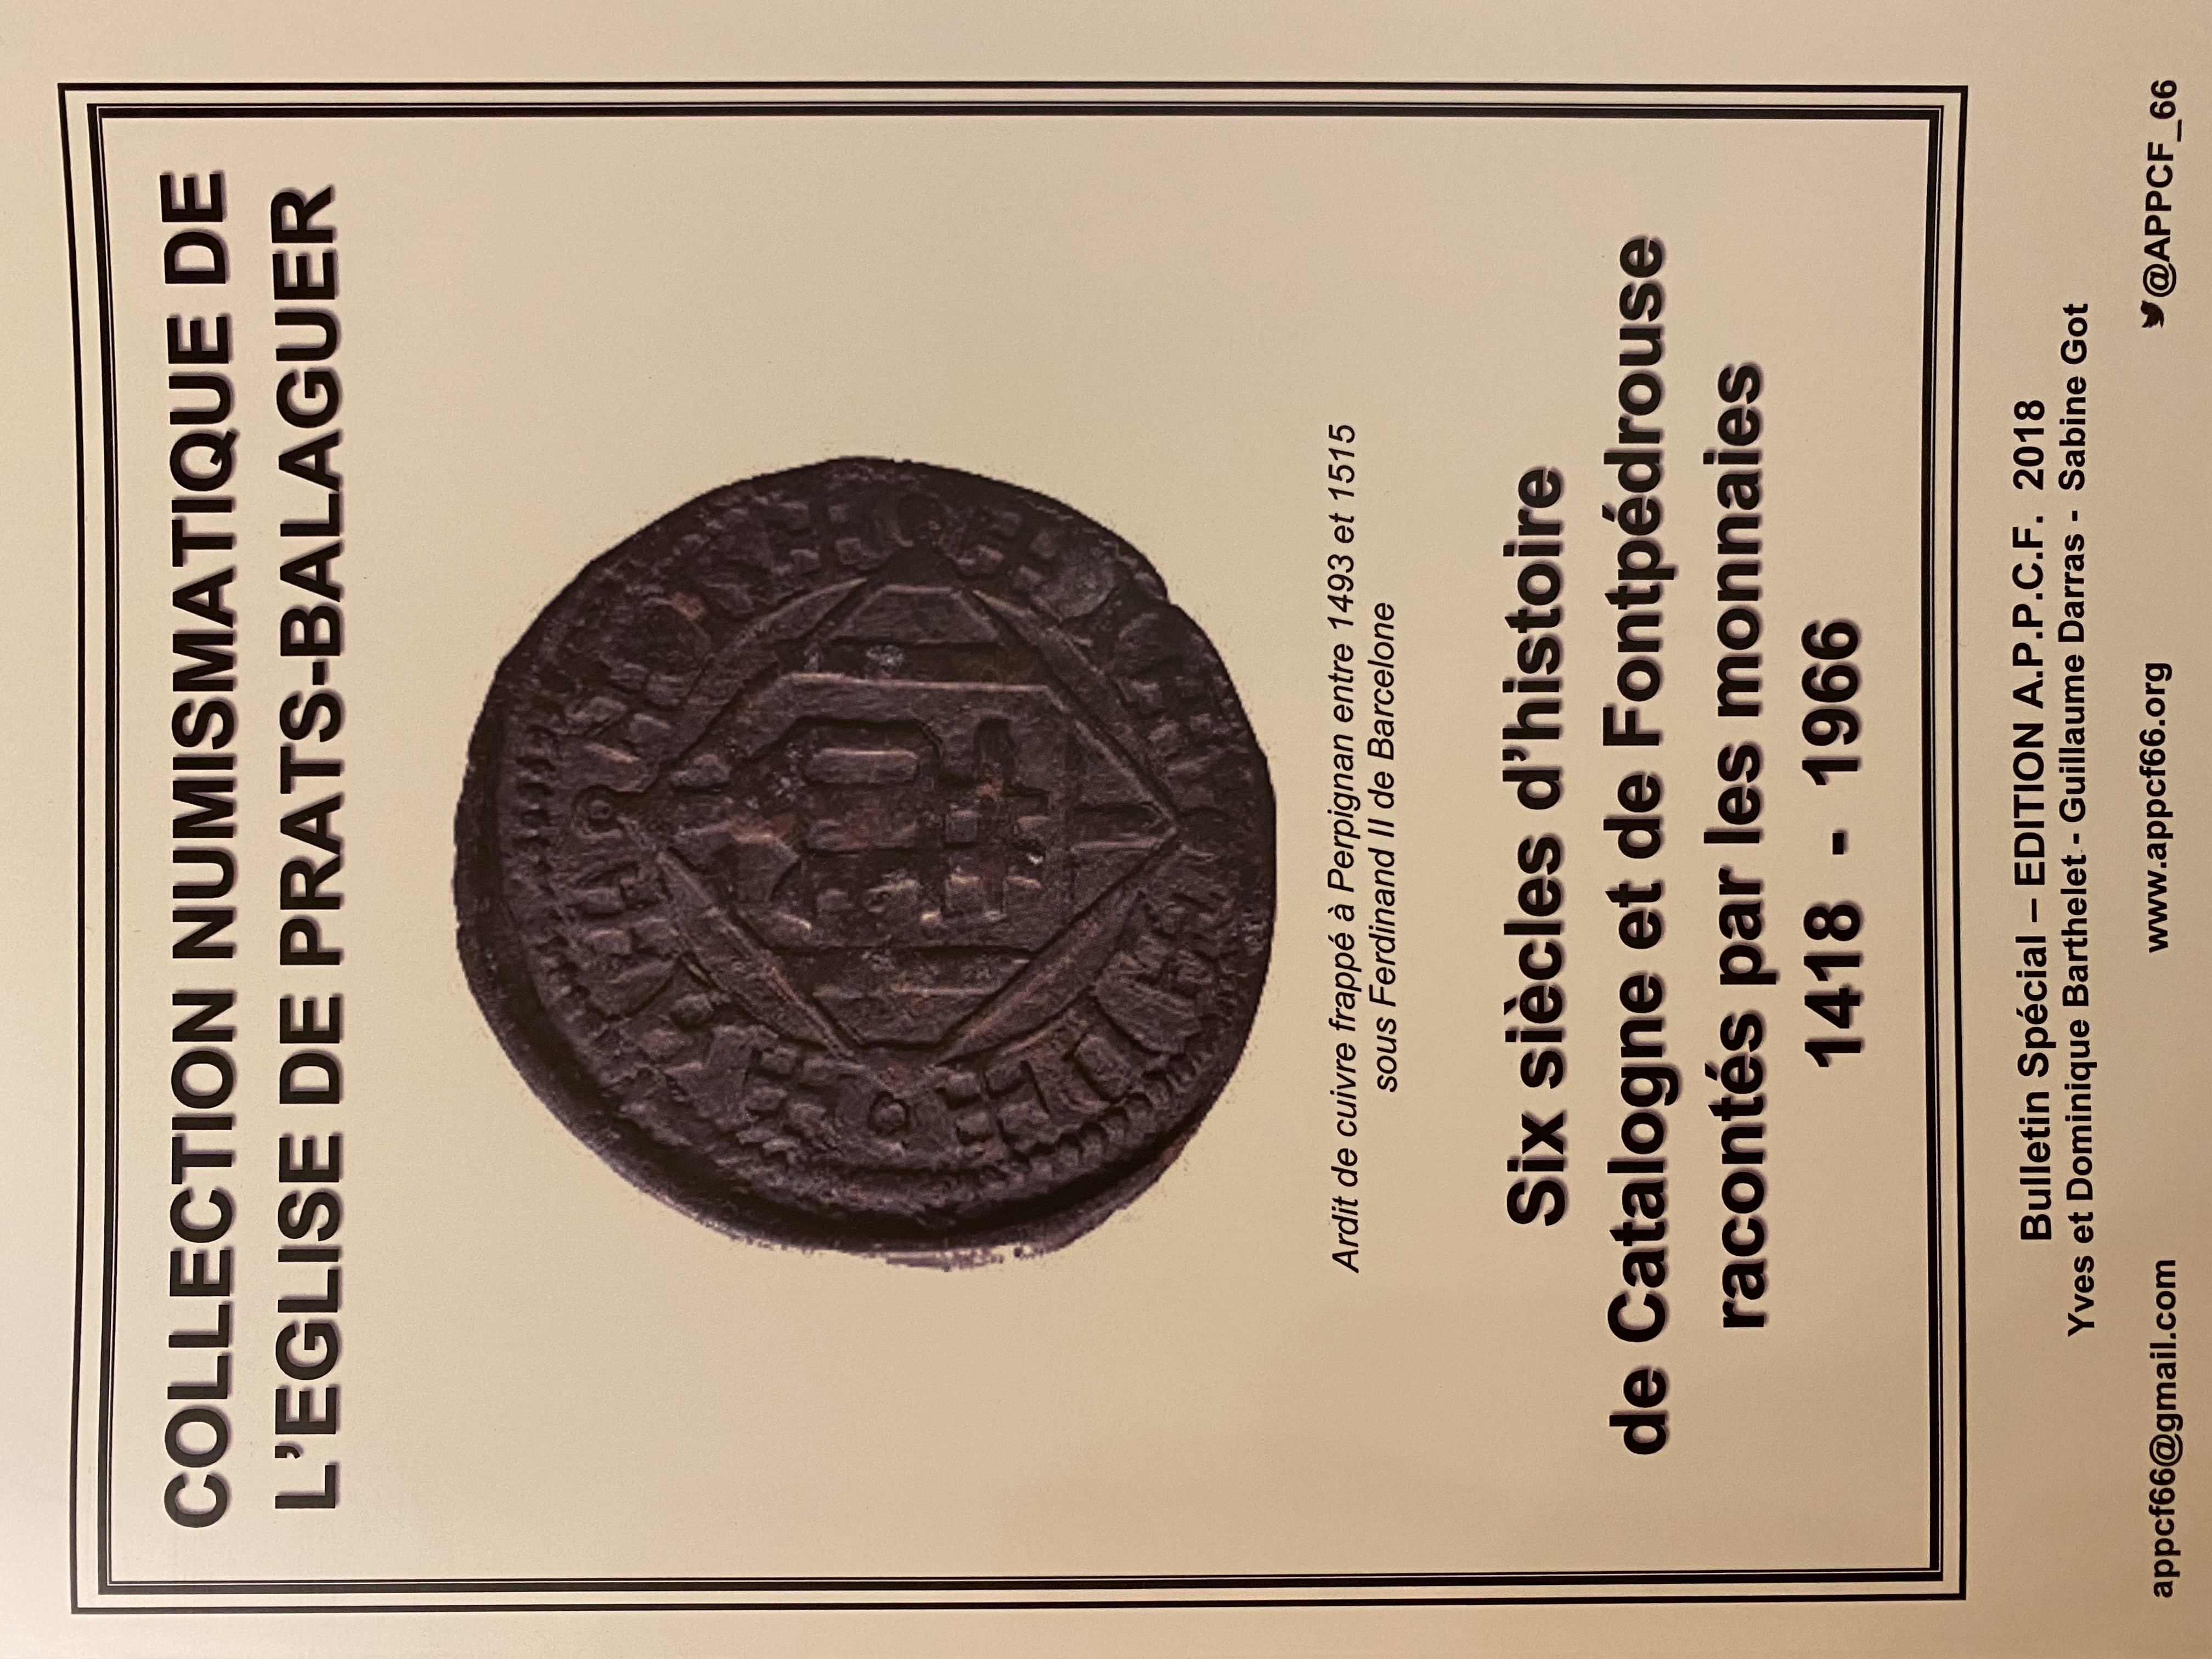 COLLECTION NUMISMATIQUE DE
L'EGLISE DE PRATS-BALAGUER
Ardit de cuivre frappé à Perpignan entre 1493 et 1515
sous Ferdinand II de Barcelone
Six siècles d'histoire
de Catalogne et de Fontpédrouse
racontés par les monnaies
1418 - 1966
Bulletin Spécial – EDITION A.P.P.C.F. 2018
Yves et Dominique Barthelet - Guillaume Darras - Sabine Got
appcf66@gmail.com www.appcf66.org @APPCF_66